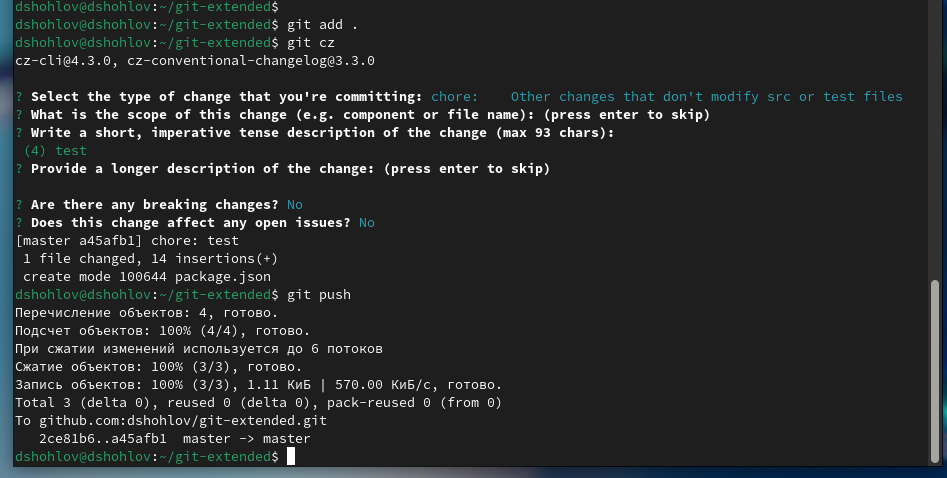 dshohlov@dshohlov:~/git-extended$
dshohlov@dshohlov:~/git-extended$ git add .
dshohlov@dshohlov:~/git-extended$ git cz
cz-cli@4.3.0, cz-conventional-changelog@3.3.0
? Select the type of change that you're committing: chore:    Other changes that don't modify src or test files
? What is the scope of this change (e.g. component or file name): (press enter to skip)
? Write a short, imperative tense description of the change (max 93 chars):
 (4) test
? Provide a longer description of the change: (press enter to skip)
? Are there any breaking changes? No
? Does this change affect any open issues? No
[master a45afb1] chore: test
 1 file changed, 14 insertions(+)
 create mode 100644 package.json
dshohlov@dshohlov:~/git-extended$ git push
Перечисление объектов: 4, готово.
Подсчет объектов: 100% (4/4), готово.
При сжатии изменений используется до 6 потоков
Сжатие объектов: 100% (3/3), готово.
Запись объектов: 100% (3/3), 1.11 КиБ | 570.00 КиБ/с, готово.
Total 3 (delta 0), reused 0 (delta 0), pack-reused 0 (from 0)
To github.com:dshohlov/git-extended.git
   2ce81b6..a45afb1  master -> master
dshohlov@dshohlov:~/git-extended$